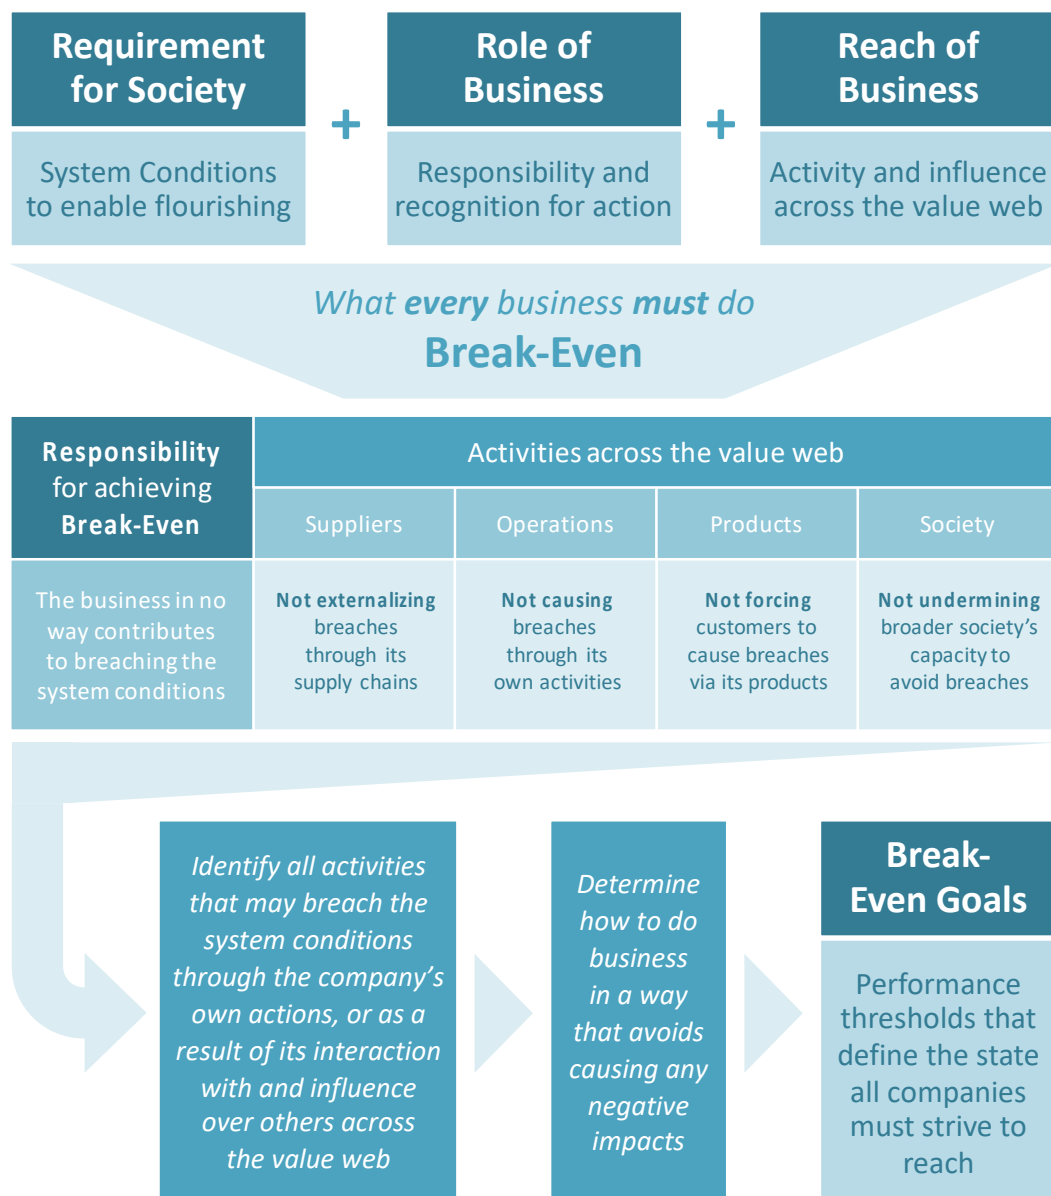 Requirement
for Society
System Conditions
to enable flourishing
+
Role of
Business
Responsibility and
recognition for action
+
Reach of
Business
Activity and influence
across the value web
What every business must do
Break-Even
Responsibility
for achieving
Break-Even
Activities across the value web
Suppliers
Operations
Products
Society
The business in no
way contributes
to breaching the
system conditions
Not externalizing
breaches
through its
supply chains
Not causing
breaches
through its
own activities
Not forcing
customers to
cause breaches
via its products
Not undermining
broader society’s
capacity to
avoid breaches
Identify all activities
that may breach the
system conditions
through the company’s
own actions, or as a
result of its interaction
with and influence
over others across
the value web
Determine
how to do
business
in a way
that avoids
causing any
negative
impacts
Break-
Even Goals
Performance
thresholds that
define the state
all companies
must strive to
reach